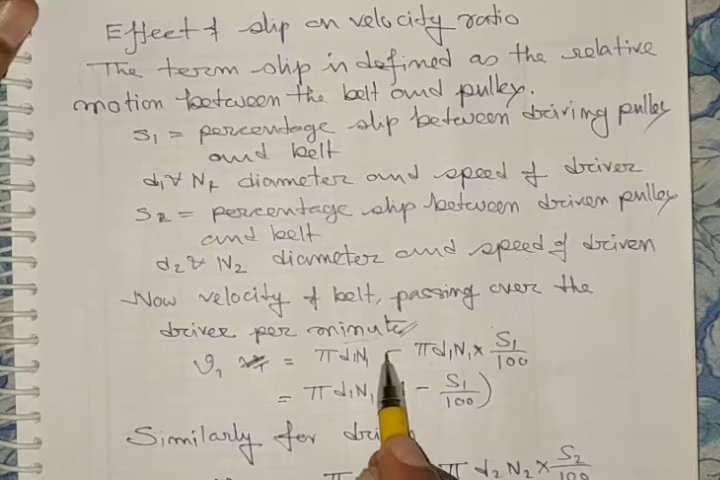 Effect of slip on velocity ratio
The term slip is defined as the relative
motion between the belt and pulley.
S1 = percentage slip between driving pulley
and belt
d1 & N1 diameter and speed of driver
S2 = percentage slip between driven pulley
and belt
d2 & N2 diameter and speed of driven
Now velocity of belt, passing over the
driver per minute
v1 = πd1N1 - πd1N1 × S1/100
= πd1N1 - S1/100)
Similarly for
π d2 N2 × S2/100